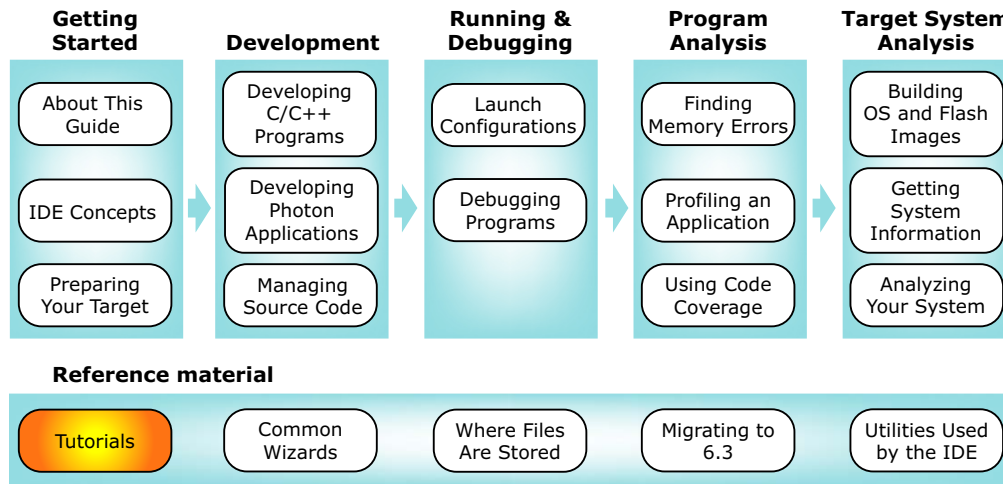 Getting
Started
Development
Running &
Debugging
Program
Analysis
Target System
Analysis
About This
Guide
IDE Concepts
Preparing
Your Target
Developing
C/C++
Programs
Developing
Photon
Applications
Managing
Source Code
Launch
Configurations
Debugging
Programs
Finding
Memory Errors
Profiling an
Application
Using Code
Coverage
Building
OS and Flash
Images
Getting
System
Information
Analyzing
Your System
Reference material
Tutorials
Common
Wizards
Where Files
Are Stored
Migrating to
6.3
Utilities Used
by the IDE